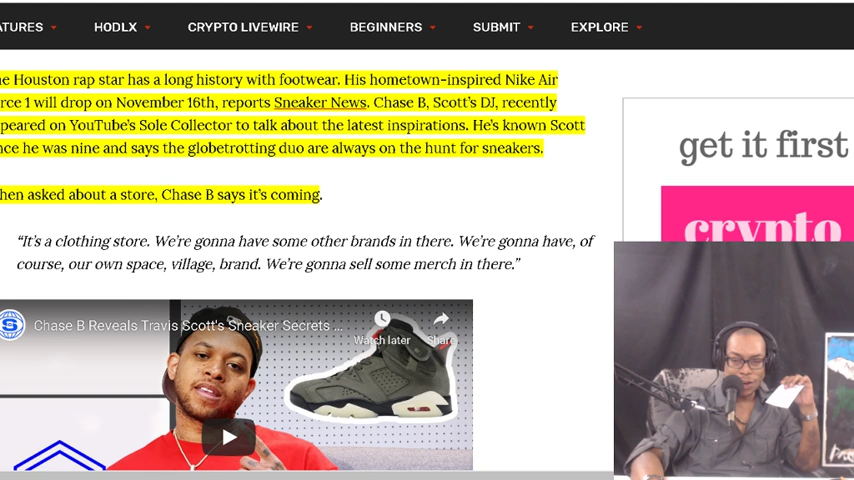 ATURES HODLX CRYPTO LIVEWIRE BEGINNERS SUBMIT EXPLORE
e Houston rap star has a long history with footwear. His hometown-inspired Nike Air
rce 1 will drop on November 16th, reports Sneaker News. Chase B, Scott's DJ, recently
peared on YouTube's Sole Collector to talk about the latest inspirations. He's known Scott
nce he was nine and says the globetrotting duo are always on the hunt for sneakers.
hen asked about a store, Chase B says it's coming.
“It's a clothing store. We're gonna have some other brands in there. We're gonna have, of
course, our own space, village, brand. We're gonna sell some merch in there.”
Chase B Reveals Travis Scott's Sneaker Secrets ...
Watch later Share
get it first
crypto